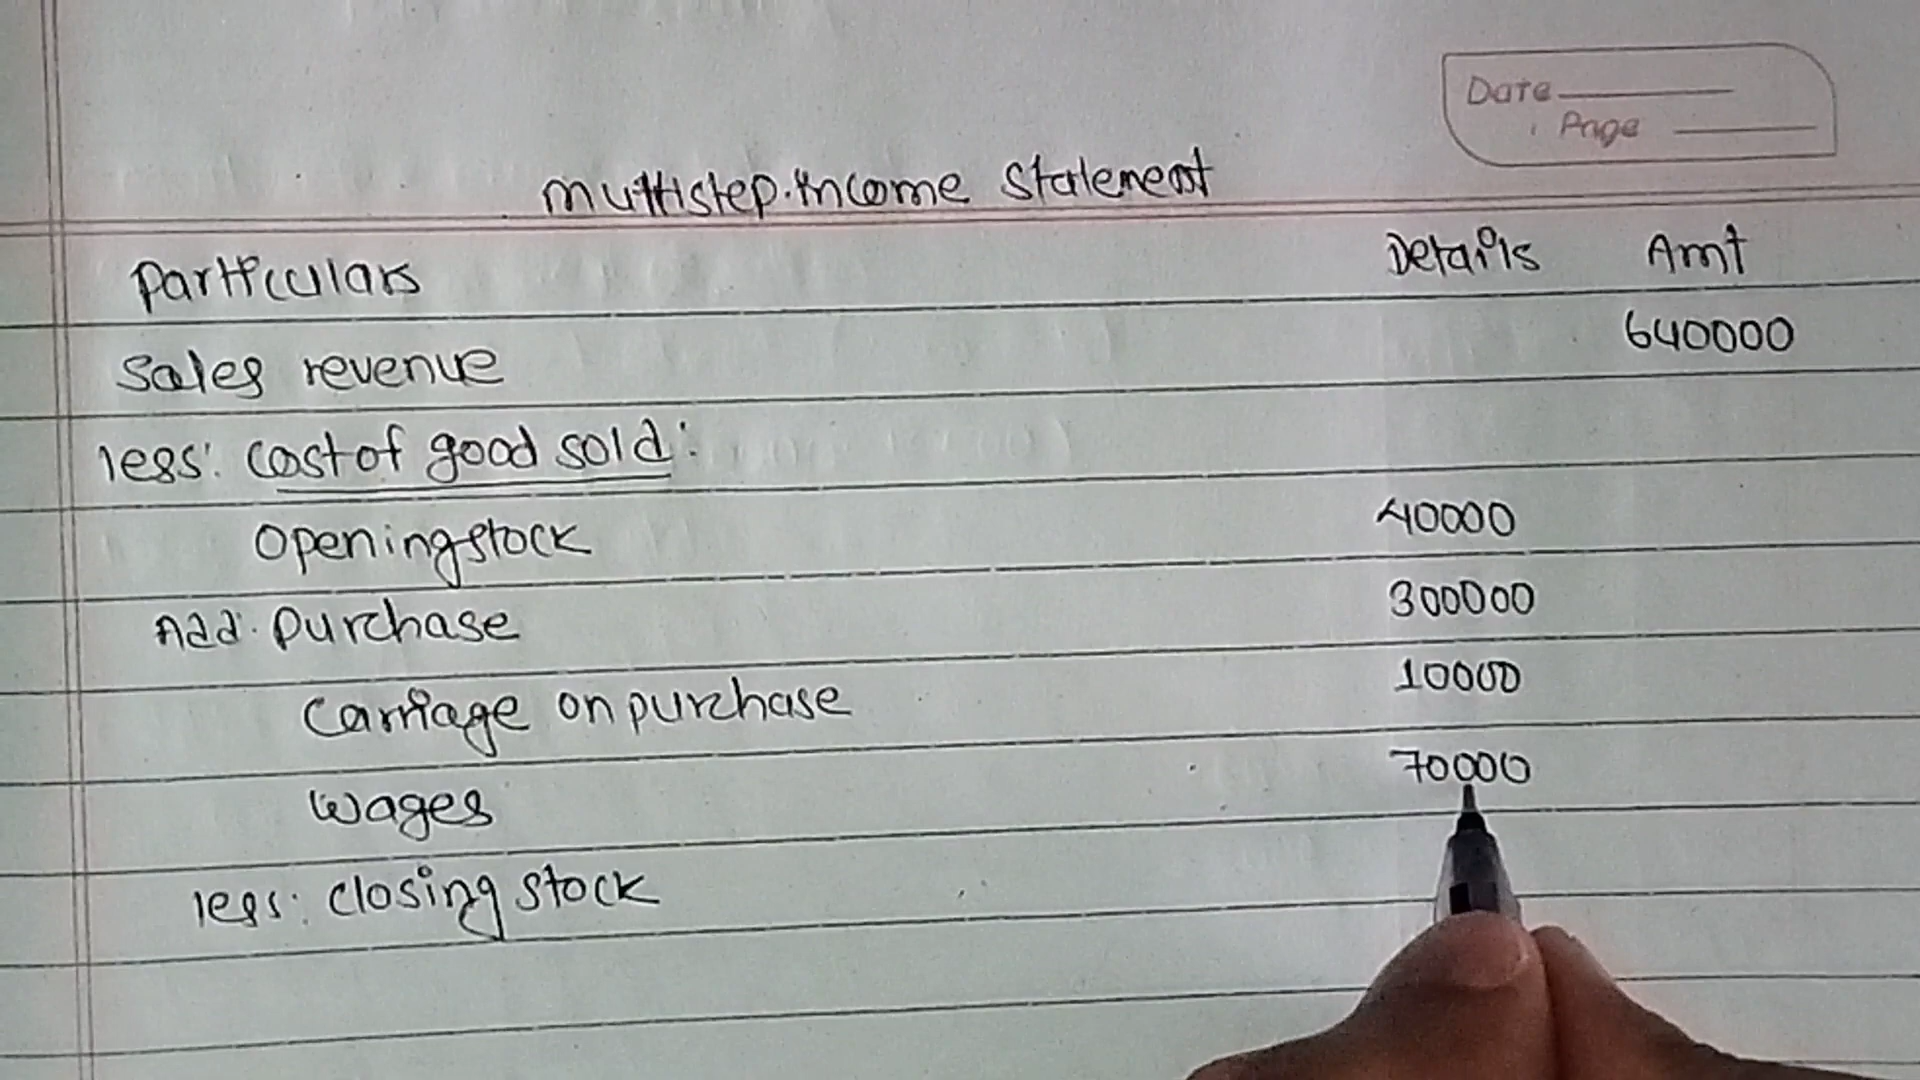 Date
Page
multistep income statement
Particulars Details Amt
Sales revenue 640000
less: Cost of good sold:
Opening stock 40000
Add: Purchase 300000
Carriage on purchase 10000
Wages 70000
less: Closing stock